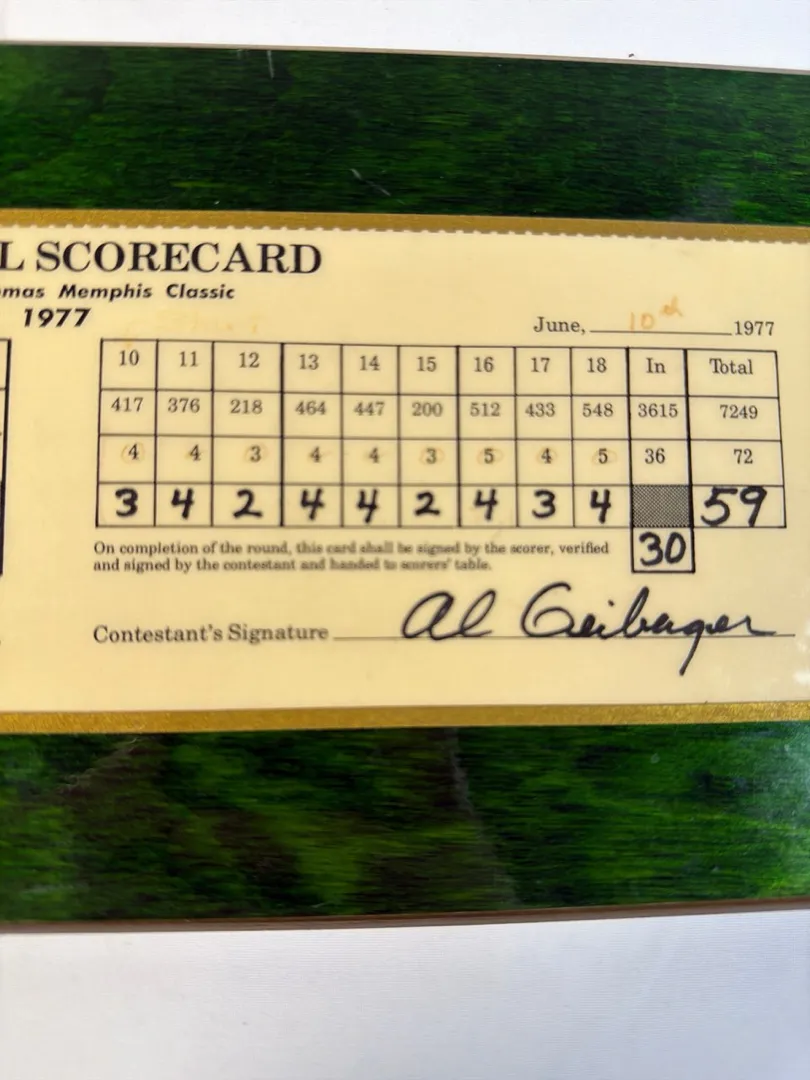 L SCORECARD
mas Memphis Classic
1977
June, 10th 1977
10 11 12 13 14 15 16 17 18 In Total
417 376 218 464 447 200 512 433 548 3615 7249
4 4 3 4 4 3 5 4 5 36 72
3 4 2 4 4 2 4 3 4 59
On completion of the round, this card shall be signed by the scorer, verified
and signed by the contestant and handed to scorers' table.
30
Contestant's Signature Al Geiberger